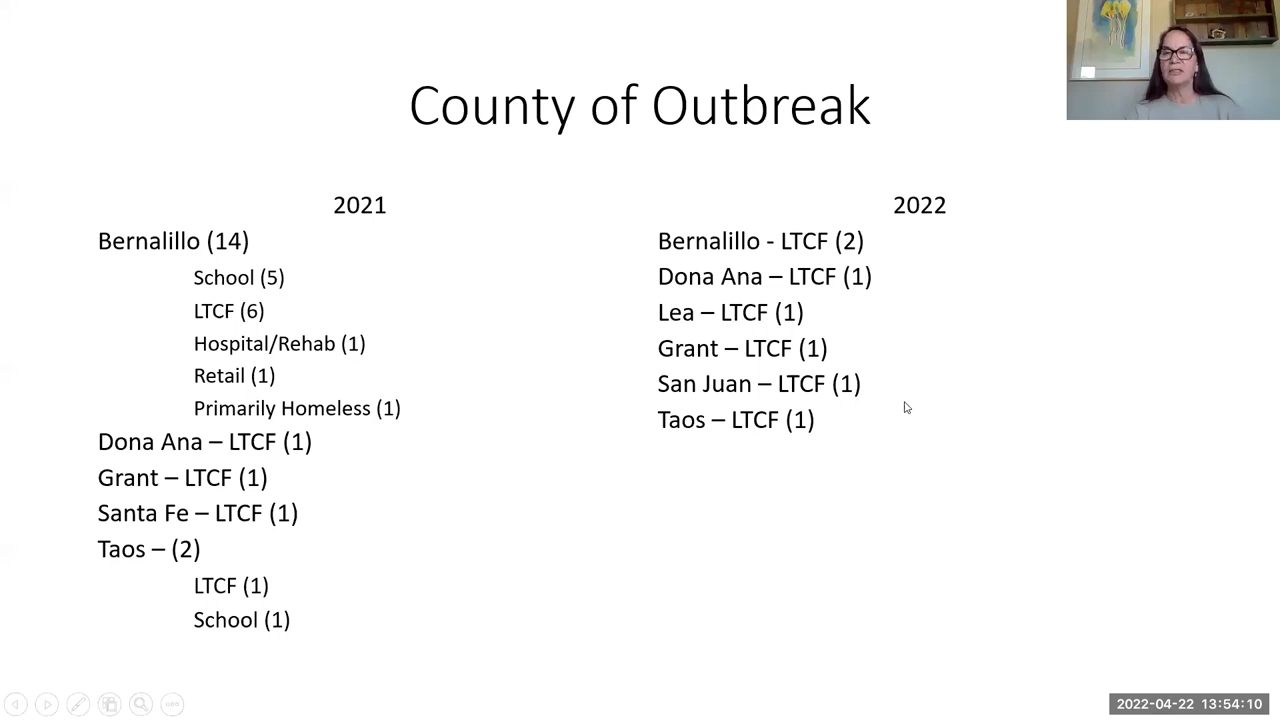 County of Outbreak
2021
Bernalillo (14)
School (5)
LTCF (6)
Hospital/Rehab (1)
Retail (1)
Primarily Homeless (1)
Dona Ana – LTCF (1)
Grant – LTCF (1)
Santa Fe – LTCF (1)
Taos – (2)
LTCF (1)
School (1)
2022
Bernalillo - LTCF (2)
Dona Ana – LTCF (1)
Lea – LTCF (1)
Grant – LTCF (1)
San Juan – LTCF (1)
Taos – LTCF (1)
2022-04-22 13:54:10